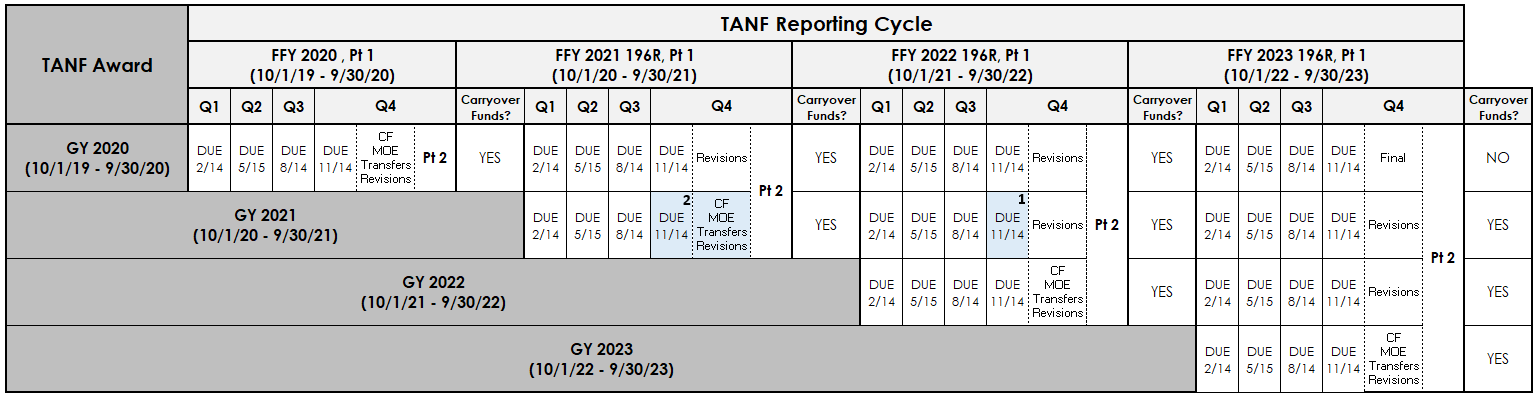 TANF Award
TANF Reporting Cycle
FFY 2020 , Pt 1
(10/1/19 - 9/30/20)
FFY 2021 196R, Pt 1
(10/1/20 - 9/30/21)
FFY 2022 196R, Pt 1
(10/1/21 - 9/30/22)
FFY 2023 196R, Pt 1
(10/1/22 - 9/30/23)
Q1 Q2 Q3 Q4
Carryover
Funds?
Q1 Q2 Q3 Q4
Carryover
Funds?
Q1 Q2 Q3 Q4
Carryover
Funds?
Q1 Q2 Q3 Q4
Carryover
Funds?
GY 2020
(10/1/19 - 9/30/20)
DUE
2/14
DUE
5/15
DUE
8/14
DUE
11/14
CF
MOE
Transfers
Revisions
Pt 2
YES
DUE
2/14
DUE
5/15
DUE
8/14
DUE
11/14
Revisions
Pt 2
YES
DUE
2/14
DUE
5/15
DUE
8/14
DUE
11/14
Revisions
Pt 2
YES
DUE
2/14
DUE
5/15
DUE
8/14
DUE
11/14
Final
Pt 2
NO
GY 2021
(10/1/20 - 9/30/21)
DUE
2/14
DUE
5/15
DUE
8/14
2
DUE
11/14
CF
MOE
Transfers
Revisions
YES
DUE
2/14
DUE
5/15
DUE
8/14
1
DUE
11/14
Revisions
YES
DUE
2/14
DUE
5/15
DUE
8/14
DUE
11/14
Revisions
YES
GY 2022
(10/1/21 - 9/30/22)
DUE
2/14
DUE
5/15
DUE
8/14
DUE
11/14
CF
MOE
Transfers
Revisions
YES
DUE
2/14
DUE
5/15
DUE
8/14
DUE
11/14
Revisions
YES
GY 2023
(10/1/22 - 9/30/23)
DUE
2/14
DUE
5/15
DUE
8/14
DUE
11/14
CF
MOE
Transfers
Revisions
YES